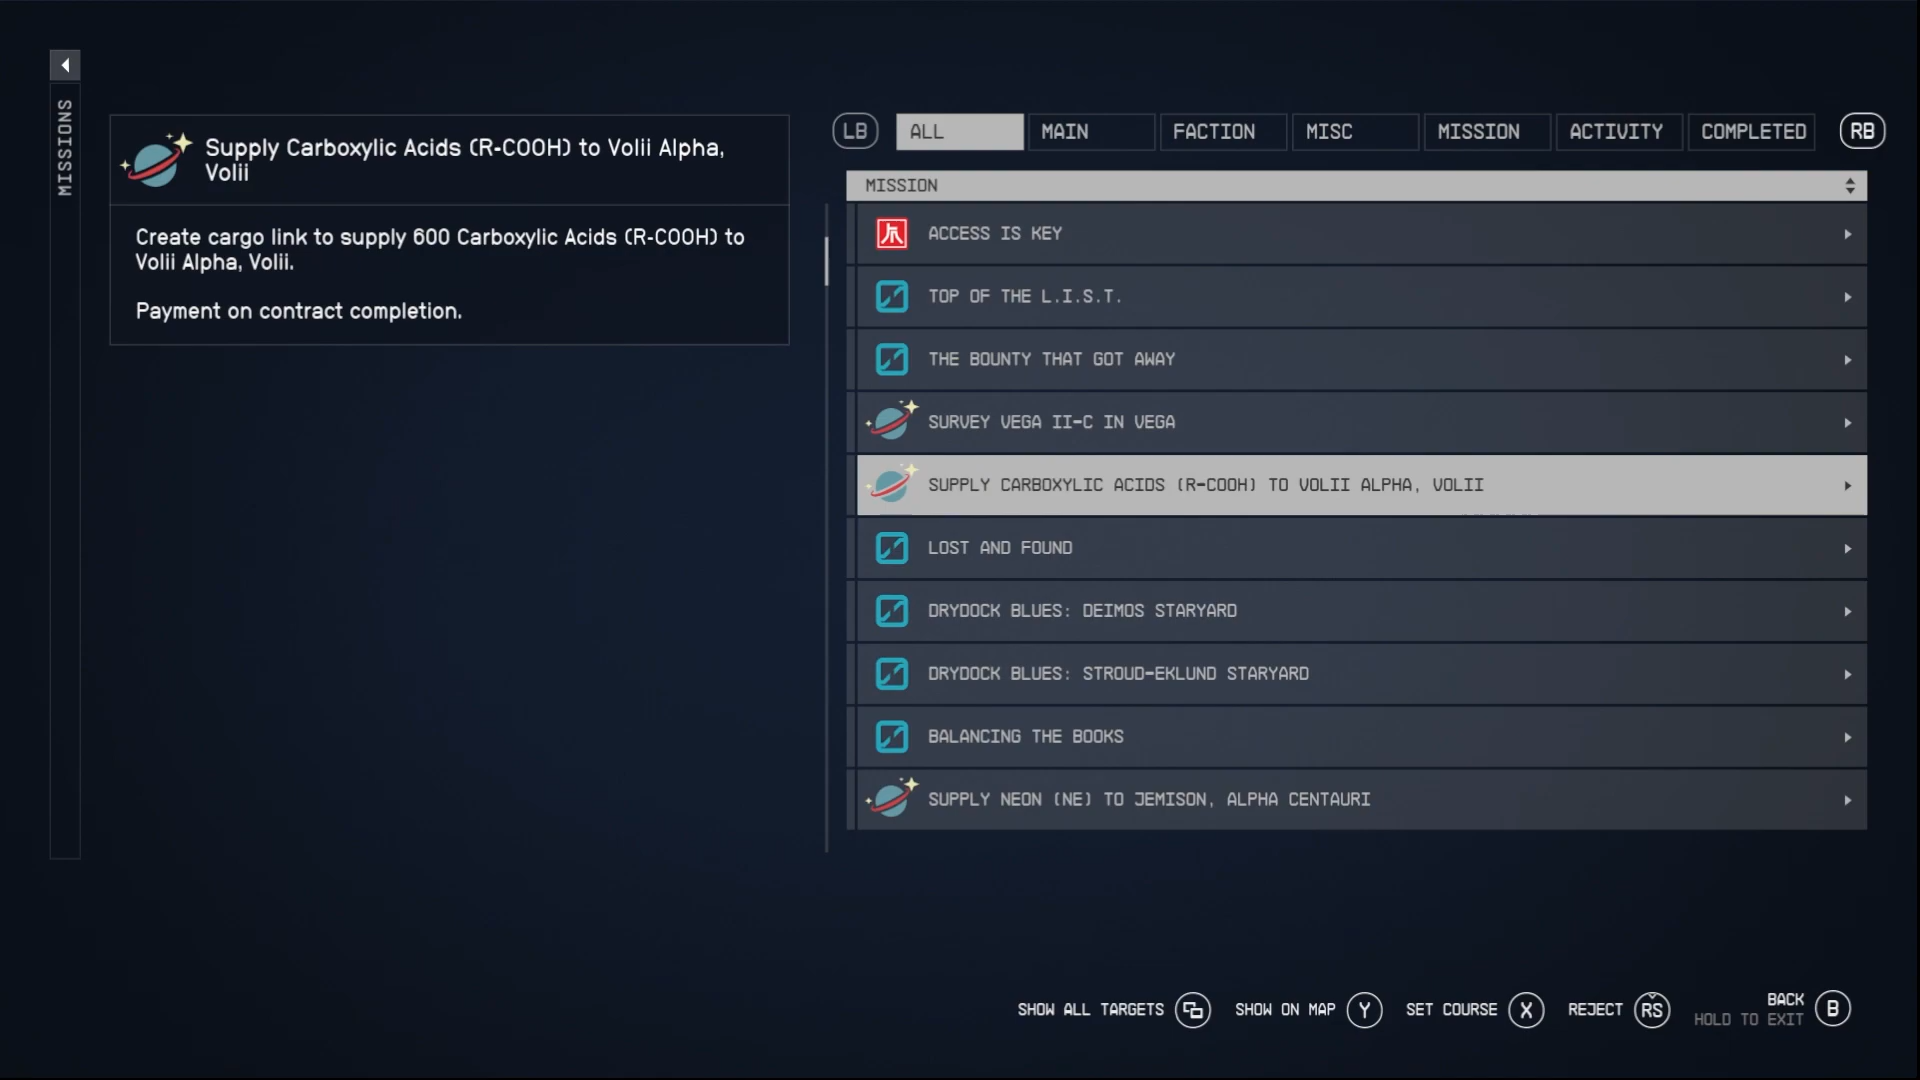 MISSIONS
Supply Carboxylic Acids (R-COOH) to Volii Alpha,
Volii
Create cargo link to supply 600 Carboxylic Acids (R-COOH) to
Volii Alpha, Volii.
Payment on contract completion.
LB ALL MAIN FACTION MISC MISSION ACTIVITY COMPLETED RB
MISSION
ACCESS IS KEY
TOP OF THE L.I.S.T.
THE BOUNTY THAT GOT AWAY
SURVEY VEGA II-C IN VEGA
SUPPLY CARBOXYLIC ACIDS (R-COOH) TO VOLII ALPHA, VOLII
LOST AND FOUND
DRYDOCK BLUES: DEIMOS STARYARD
DRYDOCK BLUES: STROUD-EKLUND STARYARD
BALANCING THE BOOKS
SUPPLY NEON (NE) TO JEMISON, ALPHA CENTAURI
SHOW ALL TARGETS SHOW ON MAP Y SET COURSE X REJECT RS BACK B
HOLD TO EXIT